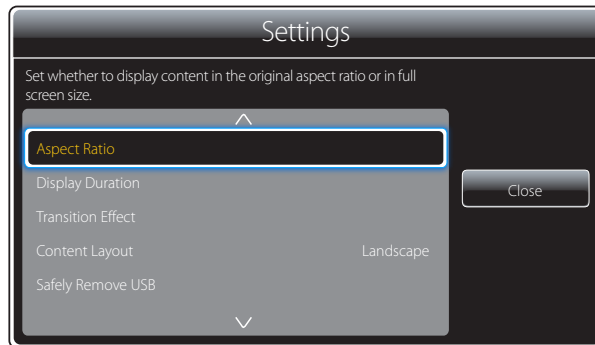 Settings
Set whether to display content in the original aspect ratio or in full
screen size.
Aspect Ratio
Display Duration
Close
Transition Effect
Content Layout Landscape
Safely Remove USB